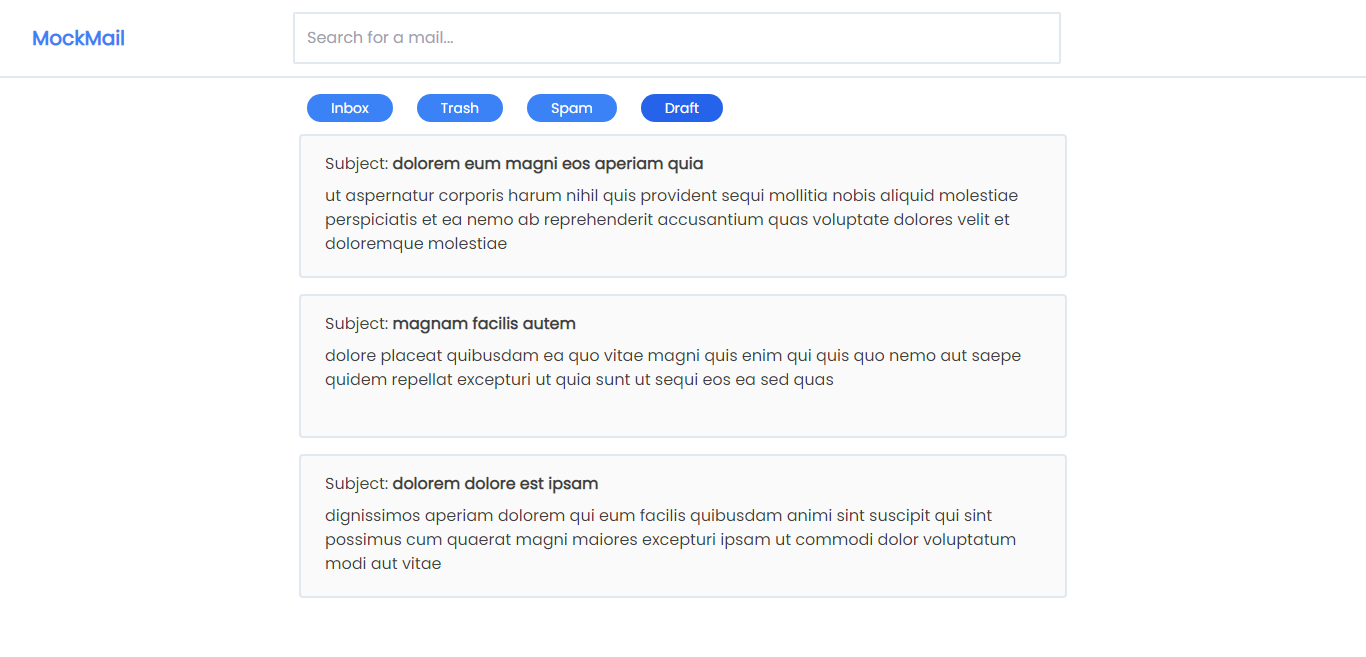 MockMail
Search for a mail...
Inbox
Trash
Spam
Draft
Subject: dolorem eum magni eos aperiam quia
ut aspernatur corporis harum nihil quis provident sequi mollitia nobis aliquid molestiae
perspiciatis et ea nemo ab reprehenderit accusantium quas voluptate dolores velit et
doloremque molestiae
Subject: magnam facilis autem
dolore placeat quibusdam ea quo vitae magni quis enim qui quis quo nemo aut saepe
quidem repellat excepturi ut quia sunt ut sequi eos ea sed quas
Subject: dolorem dolore est ipsam
dignissimos aperiam dolorem qui eum facilis quibusdam animi sint suscipit qui sint
possimus cum quaerat magni maiores excepturi ipsam ut commodi dolor voluptatum
modi aut vitae